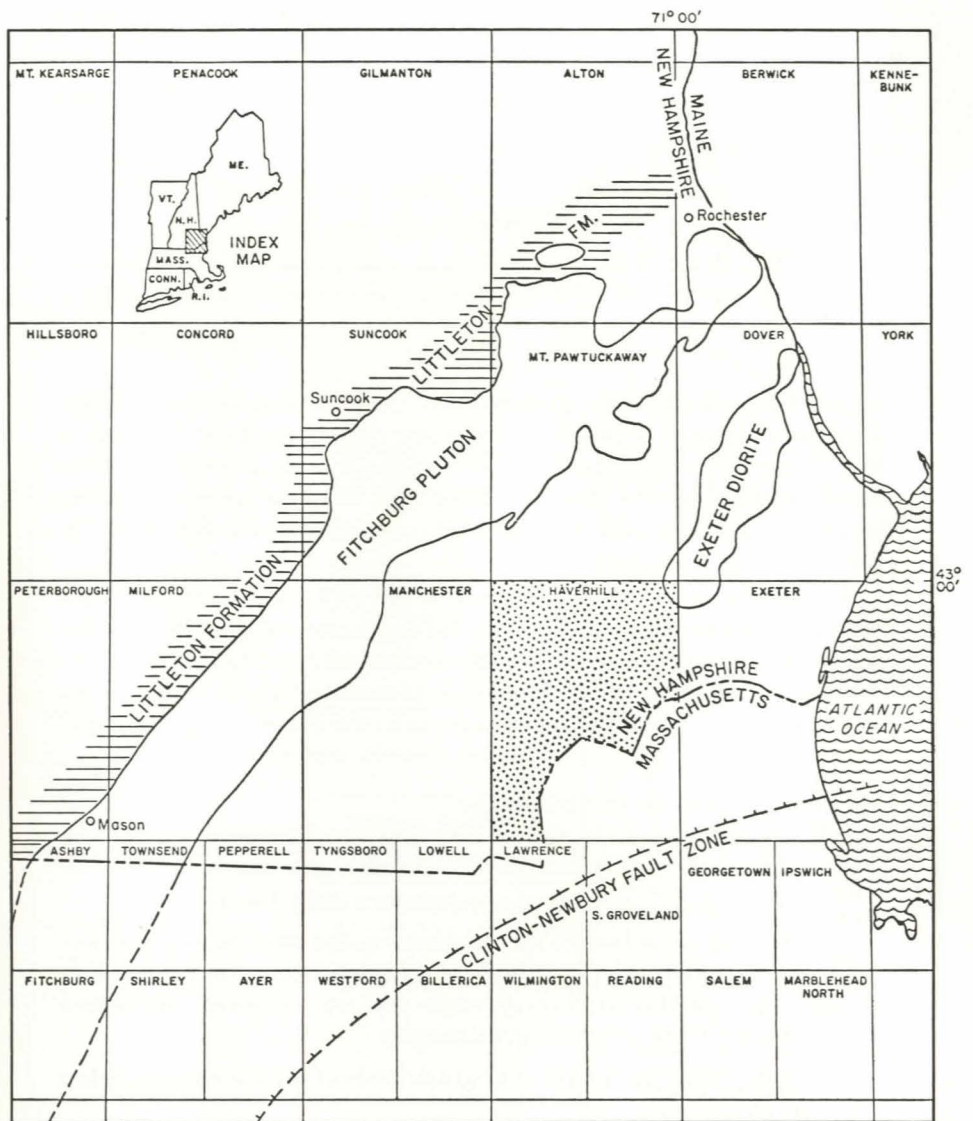 71° 00'
MT. KEARSARGE
PENACOOK
GILMANTON
ALTON
BERWICK
KENNE-
BUNK
NEW HAMPSHIRE
MAINE
ME.
VT.
N.H.
MASS.
CONN.
R.I.
INDEX
MAP
FM.
Rochester
HILLSBORO
CONCORD
SUNCOOK
LITTLETON
MT. PAWTUCKAWAY
DOVER
YORK
Suncook
FITCHBURG PLUTON
EXETER DIORITE
43°
00'
PETERBOROUGH
MILFORD
MANCHESTER
HAVERHILL
EXETER
LITTLETON FORMATION
NEW HAMPSHIRE
MASSACHUSETTS
ATLANTIC
OCEAN
Mason
ASHBY
TOWNSEND
PEPPERELL
TYNGSBORO
LOWELL
LAWRENCE
CLINTON-NEWBURY FAULT ZONE
GEORGETOWN
IPSWICH
S. GROVELAND
FITCHBURG
SHIRLEY
AYER
WESTFORD
BILLERICA
WILMINGTON
READING
SALEM
MARBLEHEAD
NORTH